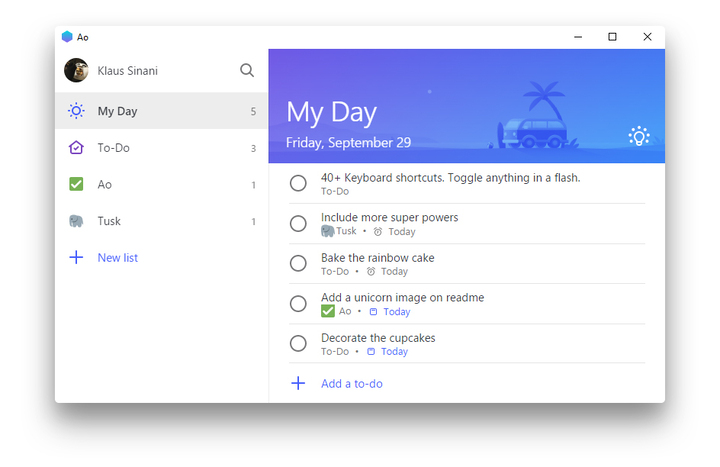 Ao
Klaus Sinani
My Day 5
To-Do 3
Ao 1
Tusk 1
New list
My Day
Friday, September 29
40+ Keyboard shortcuts. Toggle anything in a flash.
To-Do
Include more super powers
Tusk • Today
Bake the rainbow cake
To-Do • Today
Add a unicorn image on readme
Ao • Today
Decorate the cupcakes
To-Do • Today
Add a to-do